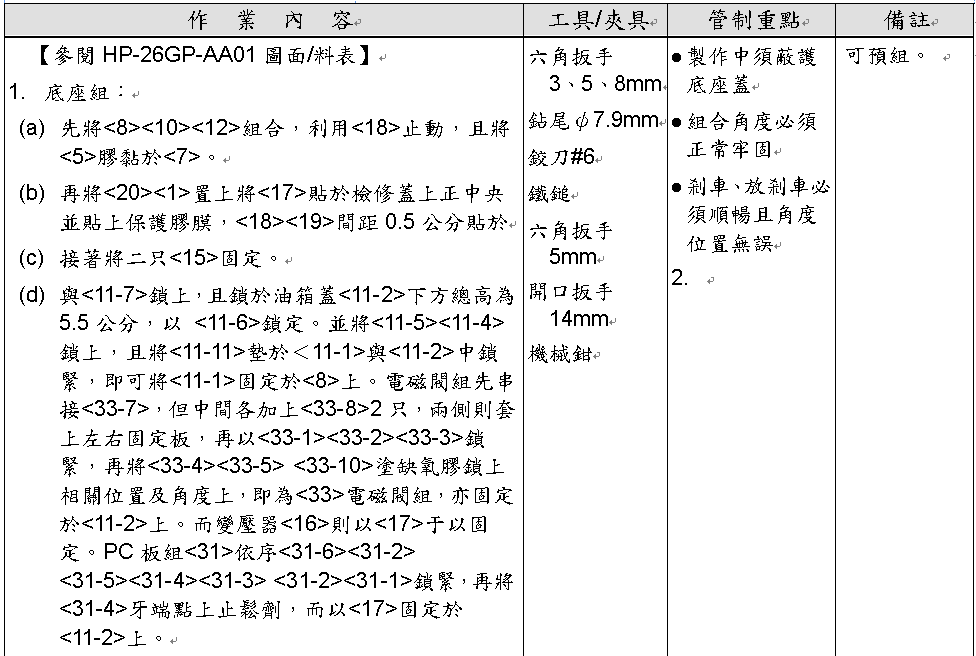 作 業 內 容
工具/夾具
管制重點
備註
【參閱 HP-26GP-AA01 圖面/料表】
1. 底座組：
(a) 先將<8><10><12>組合，利用<18>止動，且將
<5>膠黏於<7>。
(b) 再將<20><1>置上將<17>貼於檢修蓋上正中央
並貼上保護膠膜，<18><19>間距 0.5 公分貼於
(c) 接著將二只<15>固定。
(d) 與<11-7>鎖上，且鎖於油箱蓋<11-2>下方總高為
5.5 公分，以 <11-6>鎖定。並將<11-5><11-4>
鎖上，且將<11-11>墊於＜11-1>與<11-2>中鎖
緊，即可將<11-1>固定於<8>上。電磁閥組先串
接<33-7>，但中間各加上<33-8>2 只，兩側則套
上左右固定板，再以<33-1><33-2><33-3>鎖
緊，再將<33-4><33-5> <33-10>塗缺氧膠鎖上
相關位置及角度上，即為<33>電磁閥組，亦固定
於<11-2>上。而變壓器<16>則以<17>于以固
定。PC 板組<31>依序<31-6><31-2>
<31-5><31-4><31-3> <31-2><31-1>鎖緊，再將
<31-4>牙端點上止鬆劑，而以<17>固定於
<11-2>上。
六角扳手
3、5、8mm
鉆尾φ7.9mm
鉸刀#6
鐵鎚
六角扳手
5mm
開口扳手
14mm
機械鉗
●製作中須蔽護
底座蓋
●組合角度必須
正常牢固
●剎車、放剎車必
須順暢且角度
位置無誤
2.
可預組。